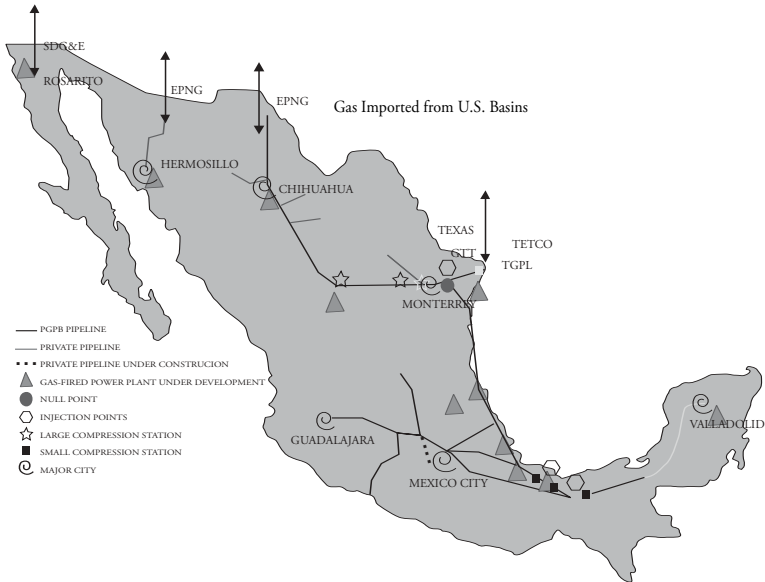 SDG&E
ROSARITO
EPNG
EPNG
Gas Imported from U.S. Basins
HERMOSILLO
CHIHUAHUA
TEXAS
TETCO
GTT
TGPL
MONTERREY
PGPB PIPELINE
PRIVATE PIPELINE
PRIVATE PIPELINE UNDER CONSTRUCION
GAS-FIRED POWER PLANT UNDER DEVELOPMENT
NULL POINT
INJECTION POINTS
LARGE COMPRESSION STATION
SMALL COMPRESSION STATION
MAJOR CITY
GUADALAJARA
MEXICO CITY
VALLADOLID